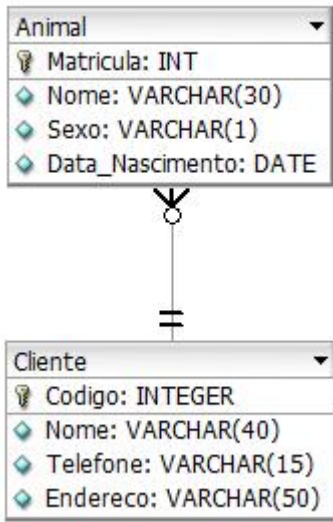 Animal
Matricula: INT
Nome: VARCHAR(30)
Sexo: VARCHAR(1)
Data_Nascimento: DATE
Cliente
Codigo: INTEGER
Nome: VARCHAR(40)
Telefone: VARCHAR(15)
Endereco: VARCHAR(50)